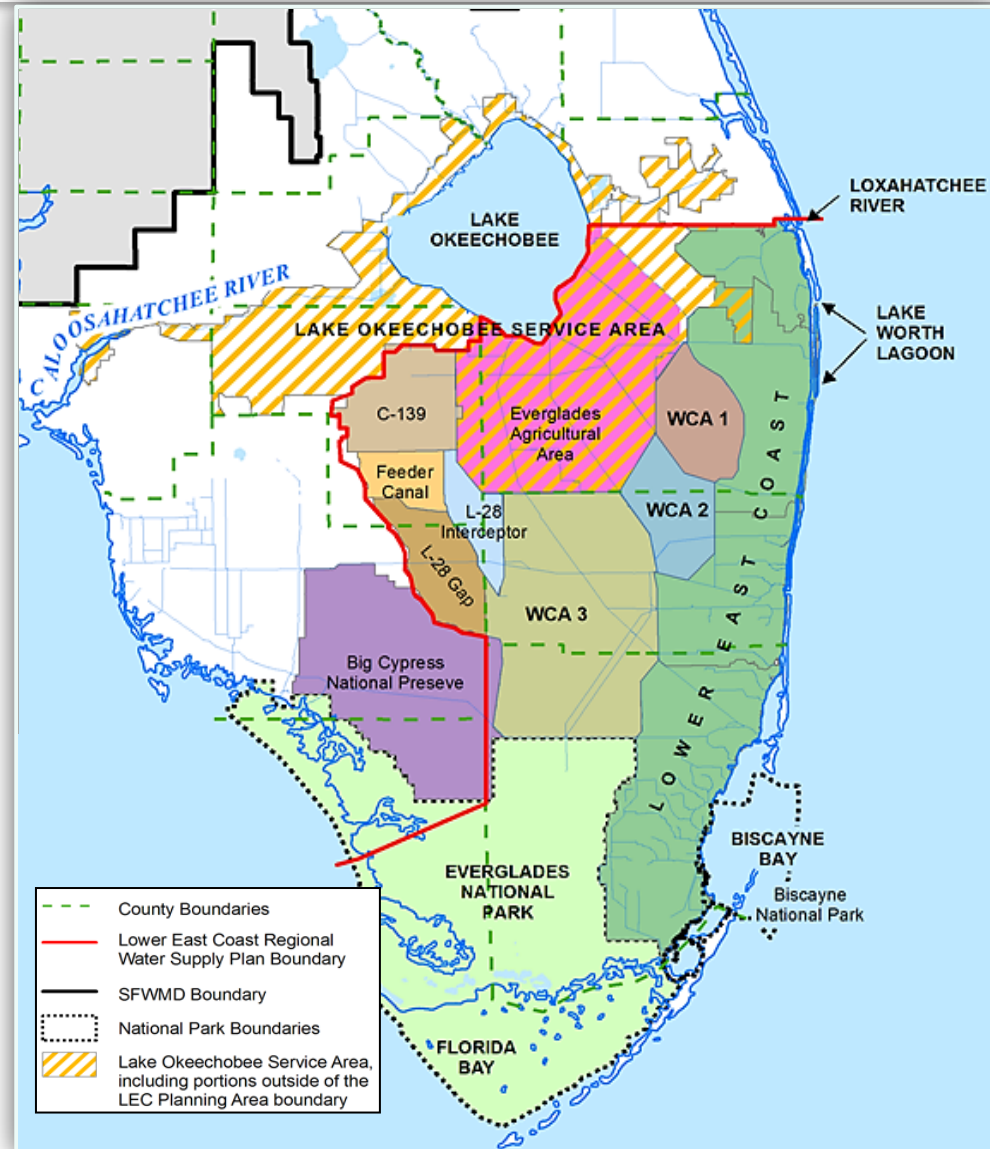 LOXAHATCHEE
RIVER
LAKE
OKEECHOBEE
CALOOSAHATCHEE RIVER
LAKE
WORTH
LAGOON
LAKE OKEECHOBEE SERVICE AREA
C-139
Everglades
Agricultural
Area
WCA 1
Feeder
Canal
L-28
Interceptor
WCA 2
L-28 Gap
WCA 3
LOWER EAST COAST
Big Cypress
National Preseve
BISCAYNE
BAY
Biscayne
National Park
EVERGLADES
NATIONAL
PARK
FLORIDA
BAY
County Boundaries
Lower East Coast Regional
Water Supply Plan Boundary
SFWMD Boundary
National Park Boundaries
Lake Okeechobee Service Area,
including portions outside of the
LEC Planning Area boundary